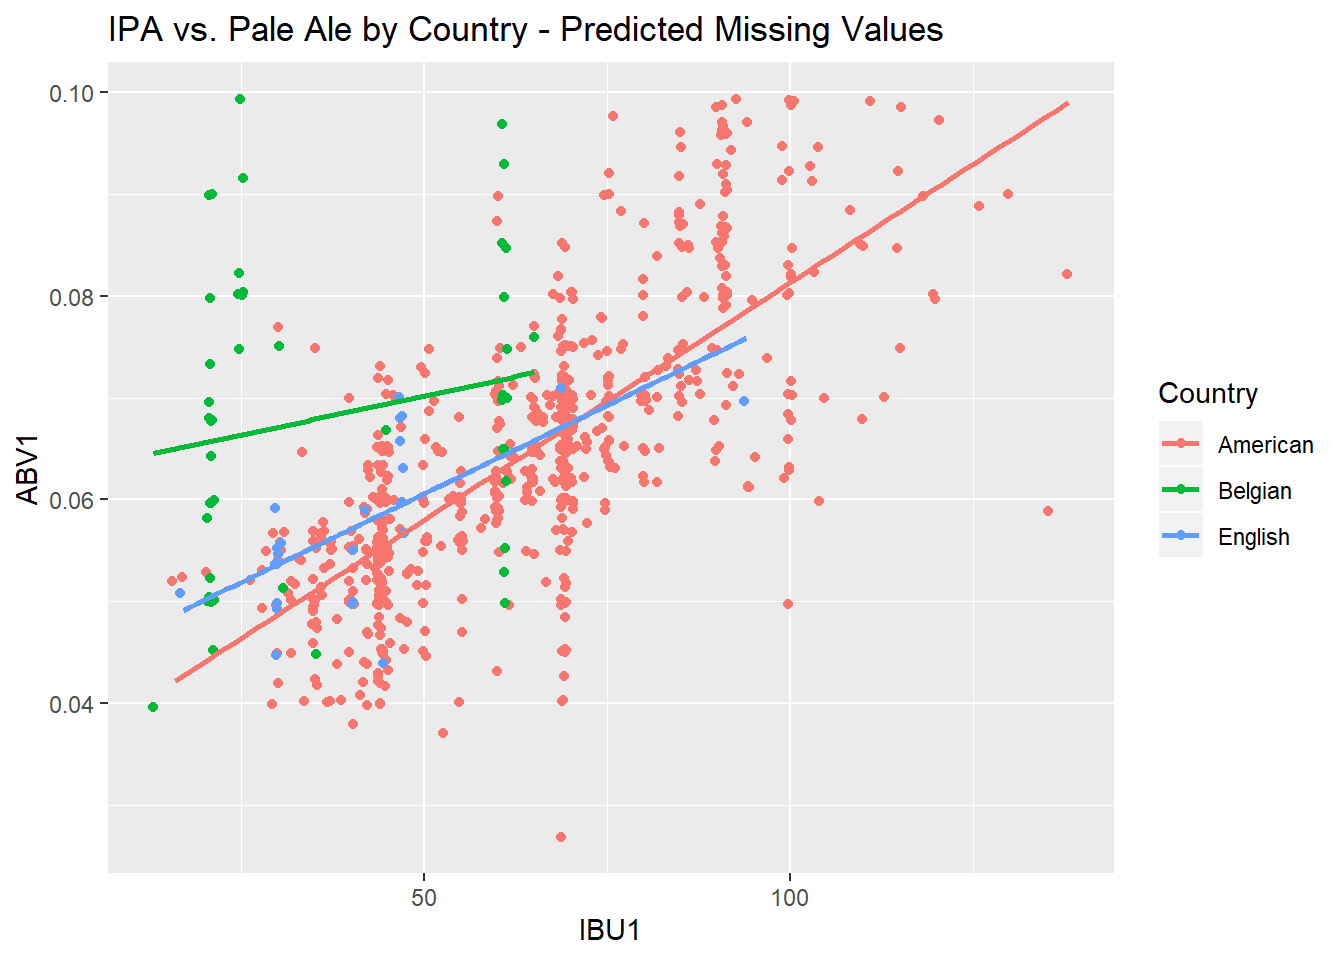 IPA vs. Pale Ale by Country - Predicted Missing Values
0.10
0.08
0.06
0.04
ABV1
50
100
IBU1
Country
American
Belgian
English